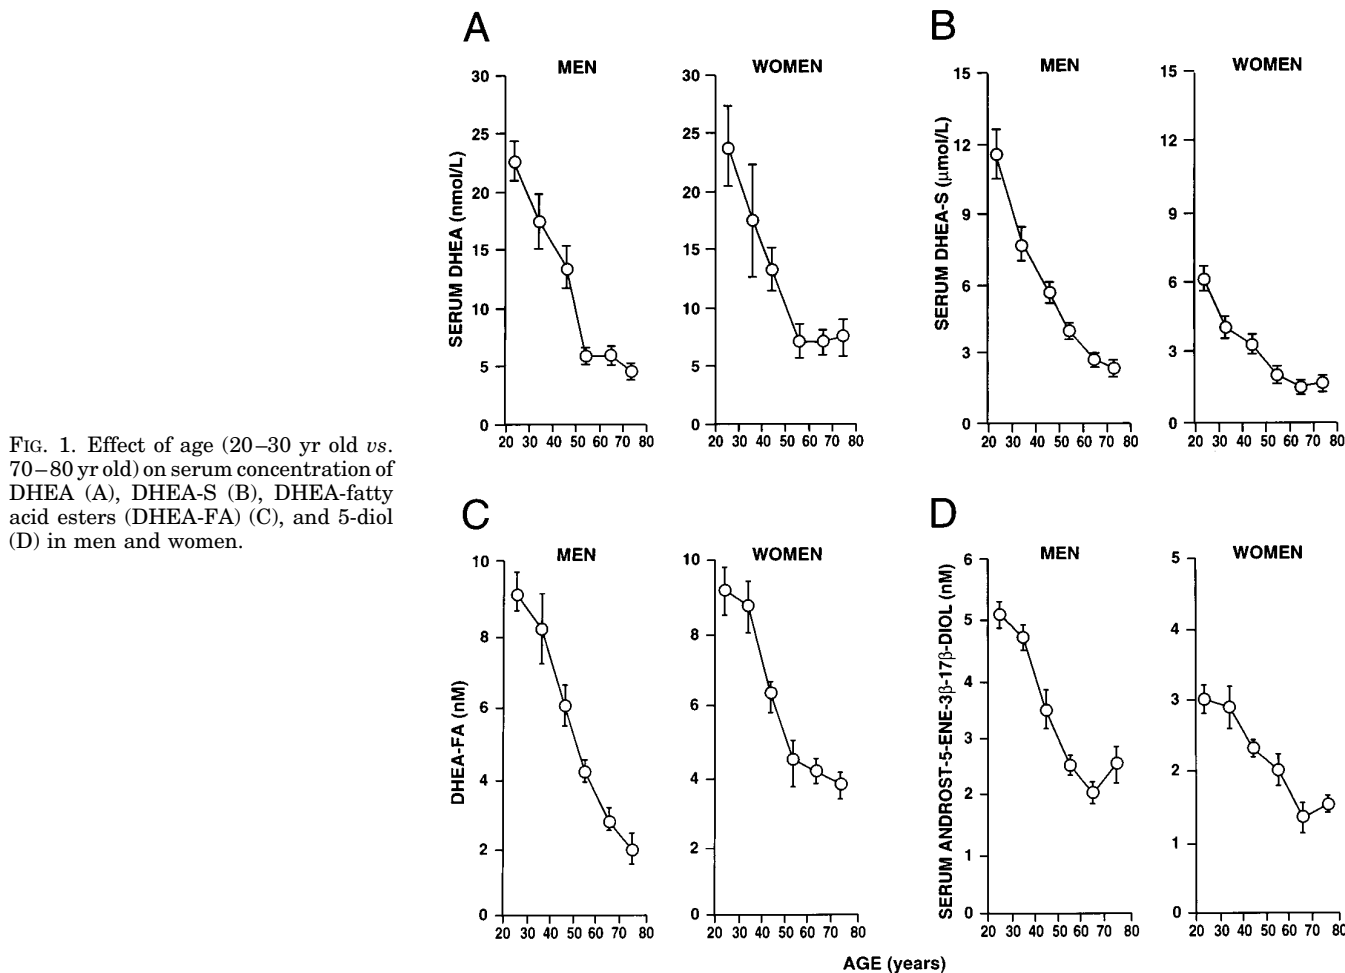 A
MEN
WOMEN
SERUM DHEA (nmol/L)
30
25
20
15
10
5
0
20 30 40 50 60 70 80
30
25
20
15
10
5
0
20 30 40 50 60 70 80
B
MEN
WOMEN
SERUM DHEA-S (μmol/L)
15
12
9
6
3
0
20 30 40 50 60 70 80
15
12
9
6
3
0
20 30 40 50 60 70 80
FIG. 1. Effect of age (20–30 yr old vs.
70–80 yr old) on serum concentration of
DHEA (A), DHEA-S (B), DHEA-fatty
acid esters (DHEA-FA) (C), and 5-diol
(D) in men and women.
C
MEN
WOMEN
DHEA-FA (nM)
10
8
6
4
2
0
20 30 40 50 60 70 80
10
8
6
4
2
0
20 30 40 50 60 70 80
D
MEN
WOMEN
SERUM ANDROST-5-ENE-3β-17β-DIOL (nM)
6
5
4
3
2
1
0
20 30 40 50 60 70 80
5
4
3
2
1
0
20 30 40 50 60 70 80
AGE (years)